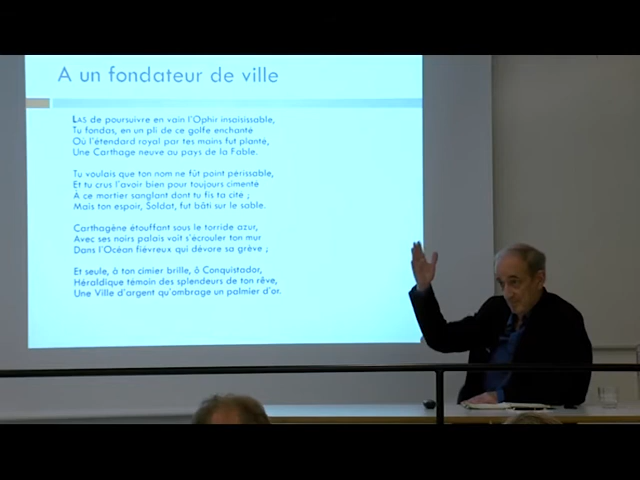 A un fondateur de ville
LAS de poursuivre en vain l'Ophir insaisissable,
Tu fondas, en un pli de ce golfe enchanté
Où l'étendard royal par tes mains fut planté,
Une Carthage neuve au pays de la Fable.
Tu voulais que ton nom ne fût point périssable,
Et tu crus l'avoir bien pour toujours cimenté
À ce mortier sanglant dont tu fis ta cité ;
Mais ton espoir, Soldat, fut bâti sur le sable.
Carthagène étouffant sous le torride azur,
Avec ses noirs palais voit s'écrouler ton mur
Dans l'Océan fiévreux qui dévore sa grève ;
Et seule, à ton cimier brille, ô Conquistador,
Héraldique témoin des splendeurs de ton rêve,
Une Ville d'argent qu'ombrage un palmier d'or.